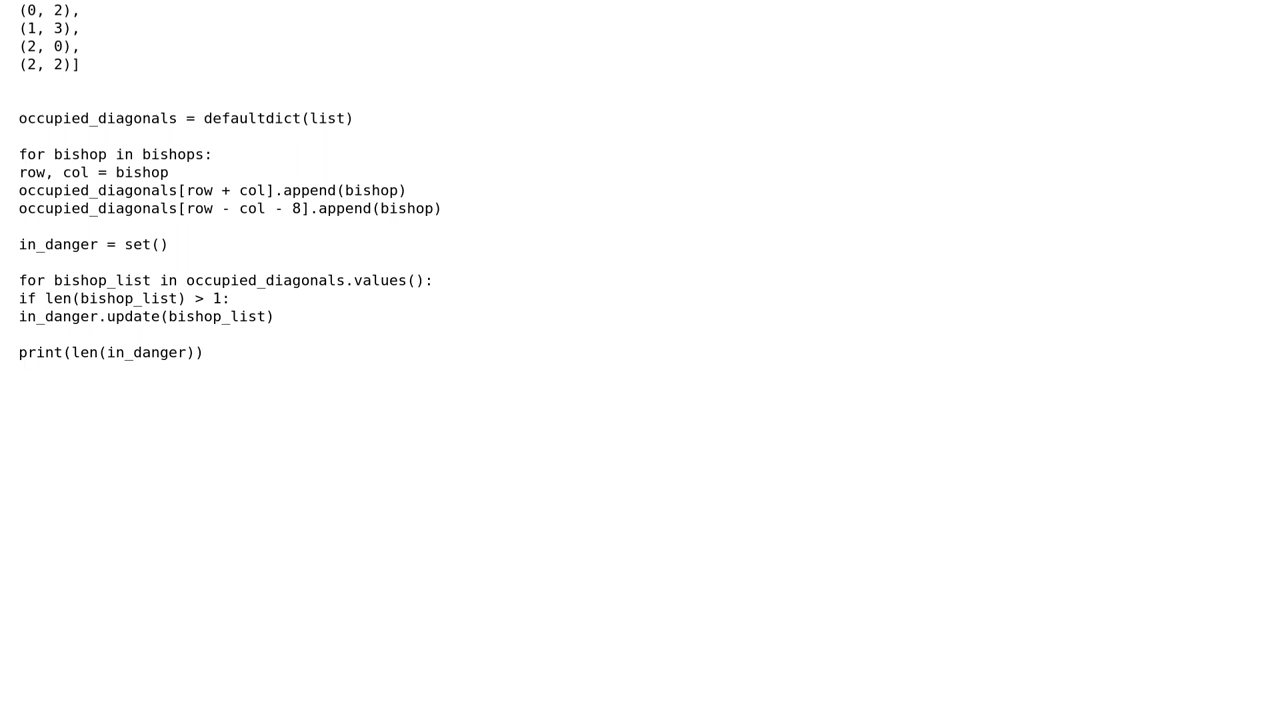 (0, 2),
(1, 3),
(2, 0),
(2, 2)]
occupied_diagonals = defaultdict(list)
for bishop in bishops:
row, col = bishop
occupied_diagonals[row + col].append(bishop)
occupied_diagonals[row - col - 8].append(bishop)
in_danger = set()
for bishop_list in occupied_diagonals.values():
if len(bishop_list) > 1:
in_danger.update(bishop_list)
print(len(in_danger))